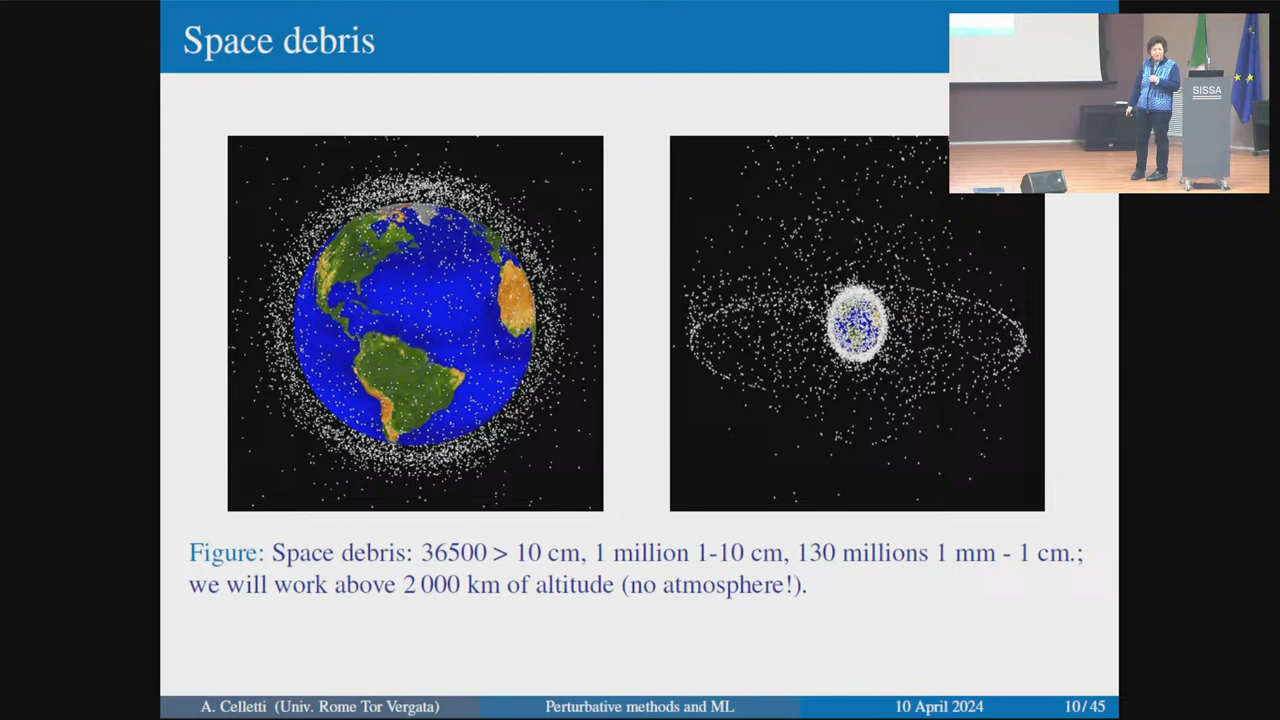 Space debris
SISSA
Figure: Space debris: 36500 > 10 cm, 1 million 1-10 cm, 130 millions 1 mm - 1 cm.;
we will work above 2 000 km of altitude (no atmosphere!).
A. Celletti (Univ. Rome Tor Vergata) Perturbative methods and ML 10 April 2024 10 / 45